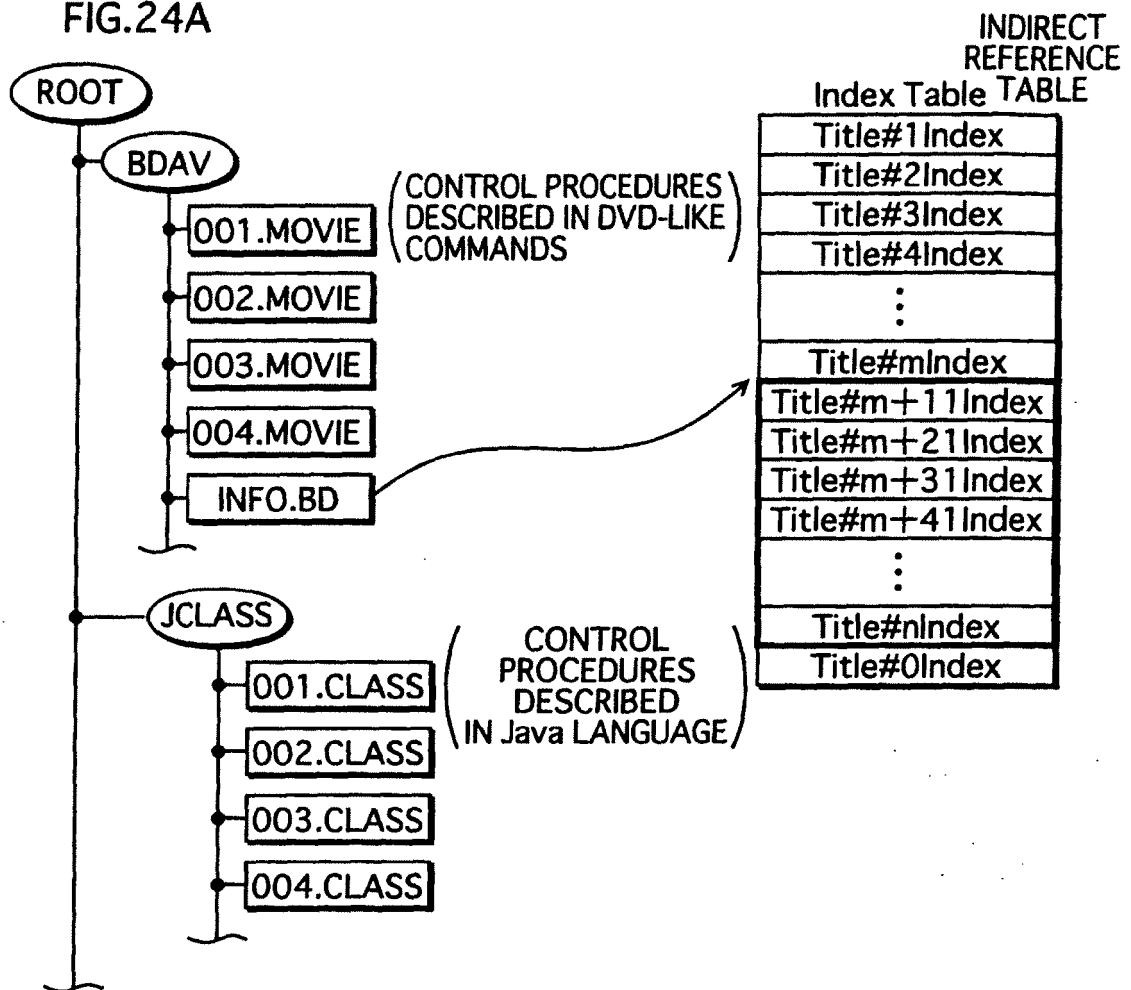 FIG.24A
ROOT
BDAV
001.MOVIE
002.MOVIE
003.MOVIE
004.MOVIE
INFO.BD
(CONTROL PROCEDURES
DESCRIBED IN DVD-LIKE
COMMANDS)
JCLASS
001.CLASS
002.CLASS
003.CLASS
004.CLASS
(CONTROL
PROCEDURES
DESCRIBED
IN Java LANGUAGE)
INDIRECT
REFERENCE
TABLE
Index Table
Title#1Index
Title#2Index
Title#3Index
Title#4Index
⋮
Title#mIndex
Title#m+11Index
Title#m+21Index
Title#m+31Index
Title#m+41Index
⋮
Title#nIndex
Title#0Index